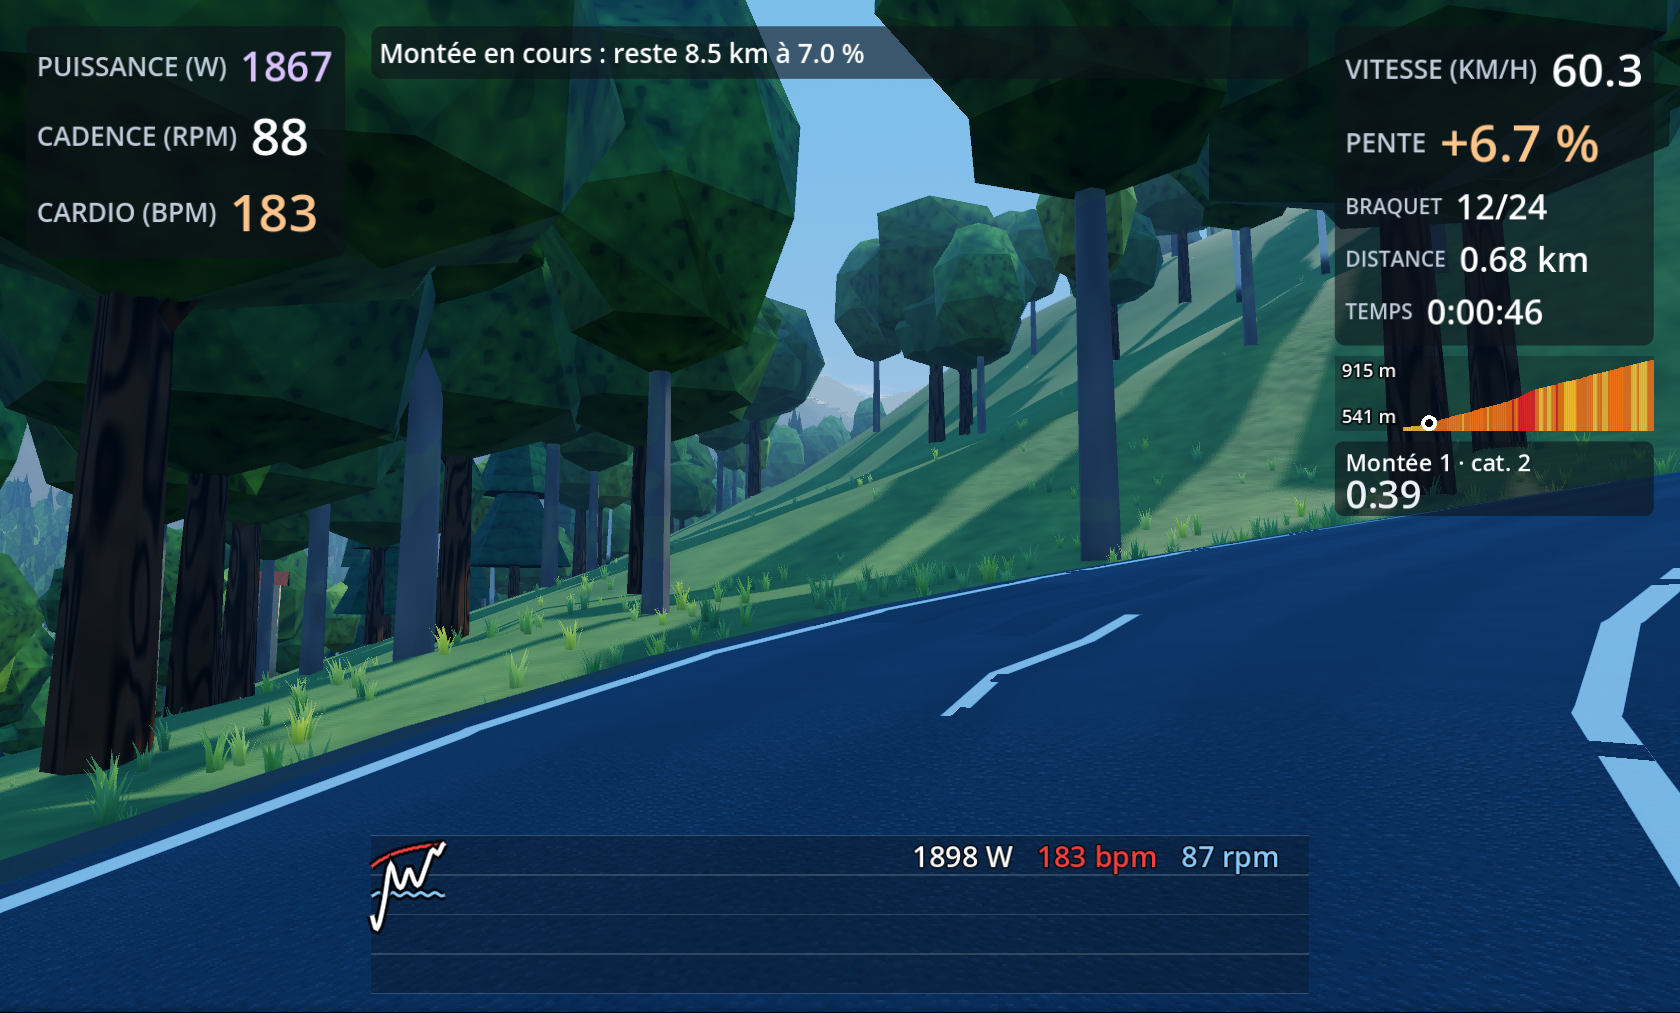 PUISSANCE (W) 1867
CADENCE (RPM) 88
CARDIO (BPM) 183
Montée en cours : reste 8.5 km à 7.0 %
VITESSE (KM/H) 60.3
PENTE +6.7 %
BRAQUET 12/24
DISTANCE 0.68 km
TEMPS 0:00:46
915 m
541 m
Montée 1 · cat. 2
0:39
1898 W 183 bpm 87 rpm